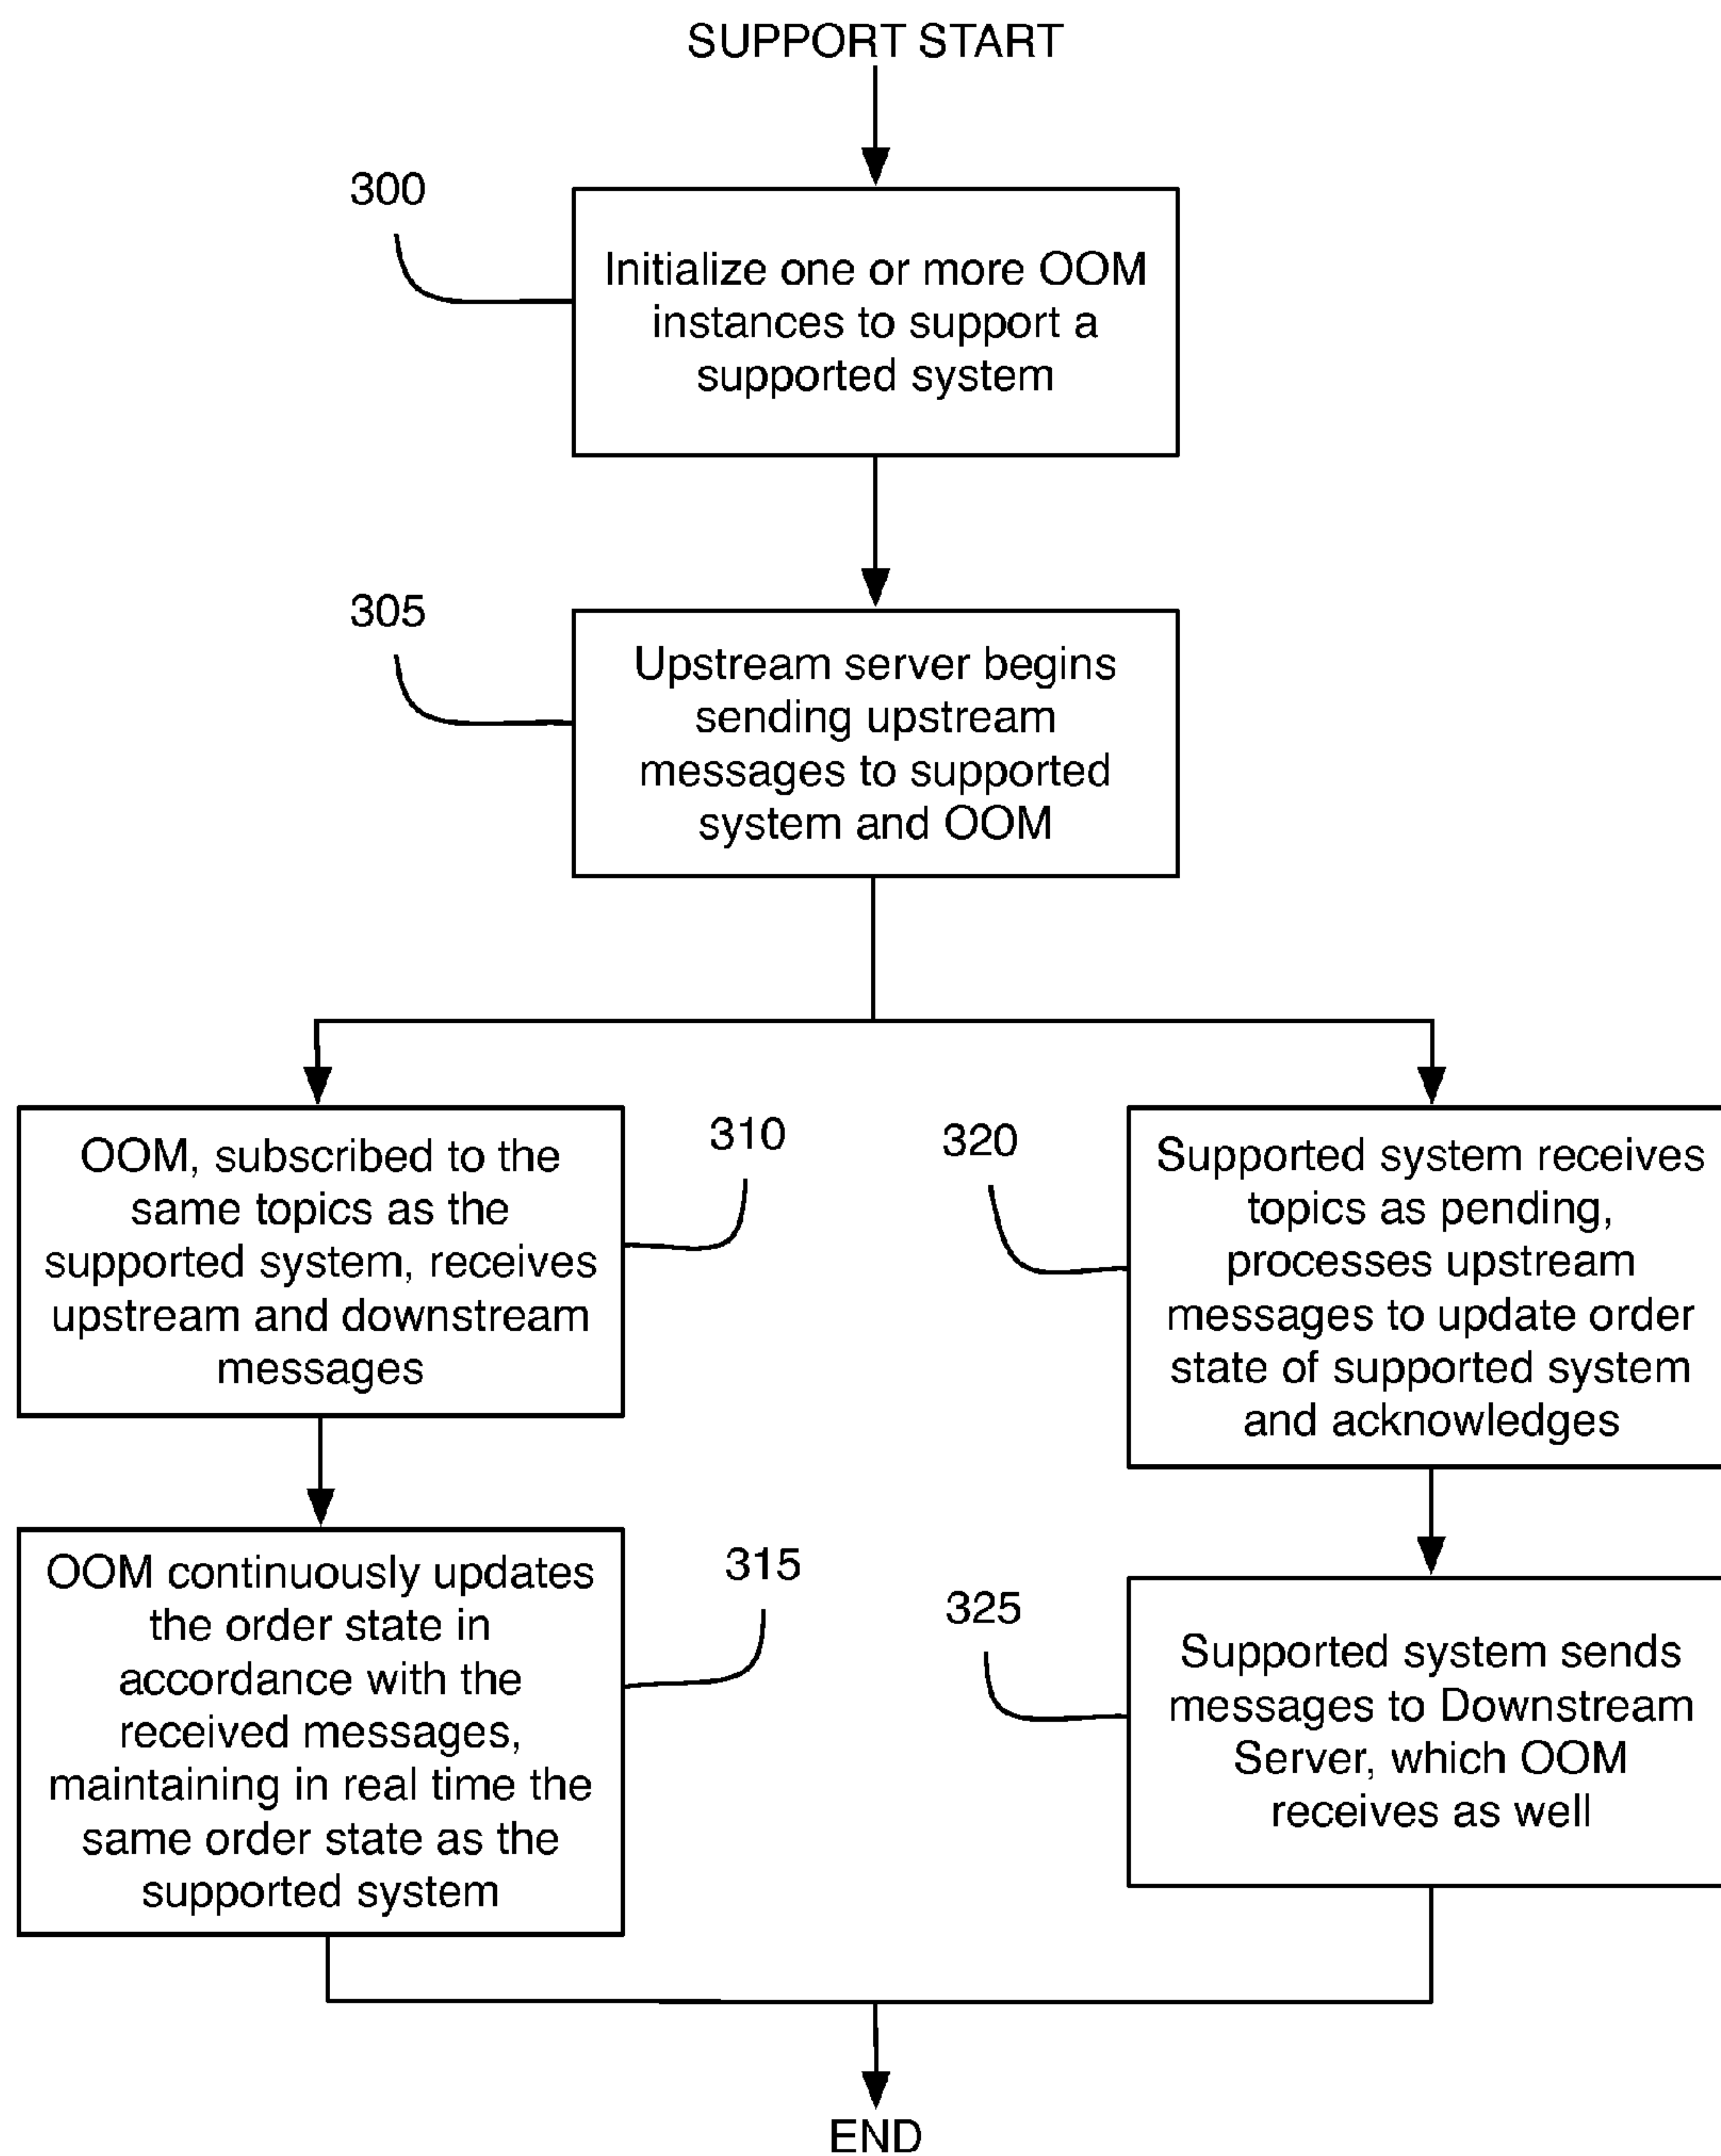 SUPPORT START
300
Initialize one or more OOM
instances to support a
supported system
305
Upstream server begins
sending upstream
messages to supported
system and OOM
OOM, subscribed to the
same topics as the
supported system, receives
upstream and downstream
messages
310
320
Supported system receives
topics as pending,
processes upstream
messages to update order
state of supported system
and acknowledges
OOM continuously updates
the order state in
accordance with the
received messages,
maintaining in real time the
same order state as the
supported system
315
325
Supported system sends
messages to Downstream
Server, which OOM
receives as well
END